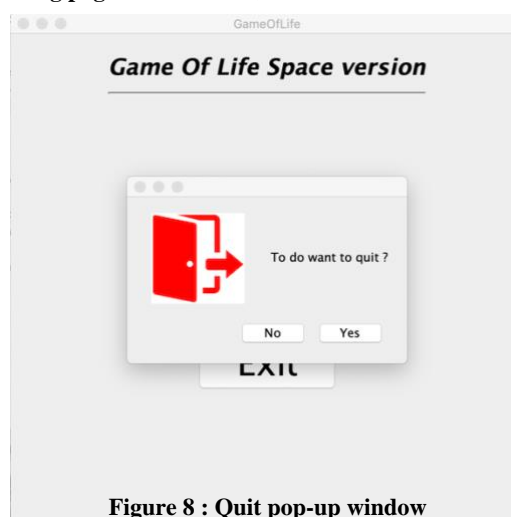 GameOfLife
Game Of Life Space version
To do want to quit ?
No Yes
Exit
Figure 8 : Quit pop-up window